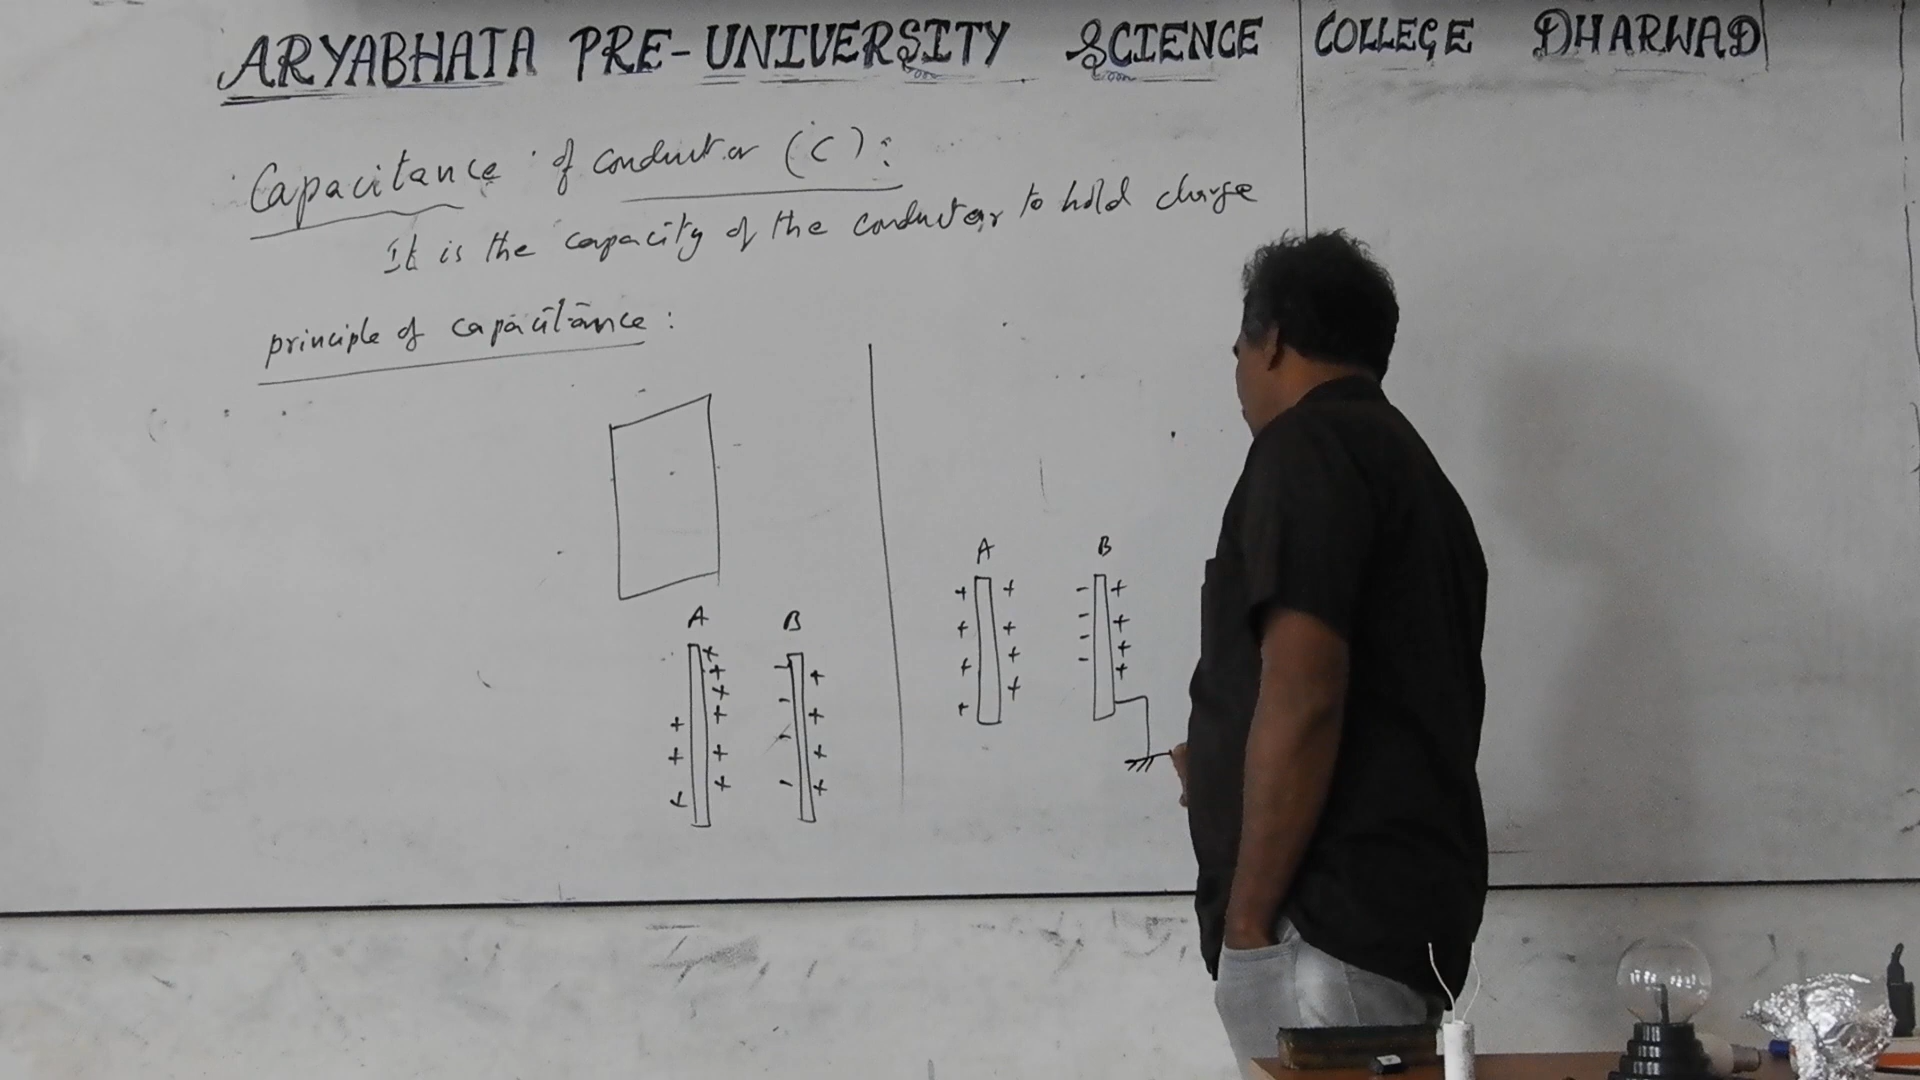 ARYABHATA PRE-UNIVERSITY SCIENCE COLLEGE DHARWAD
Capacitance of conductor (C):
It is the capacity of the conductor to hold charge
principle of capacitance:
A B
+ + - +
+ + - +
+ + - +
+ + - +
A B
+ - +
+ - +
+ - +
+ + - +
+ +
+ +